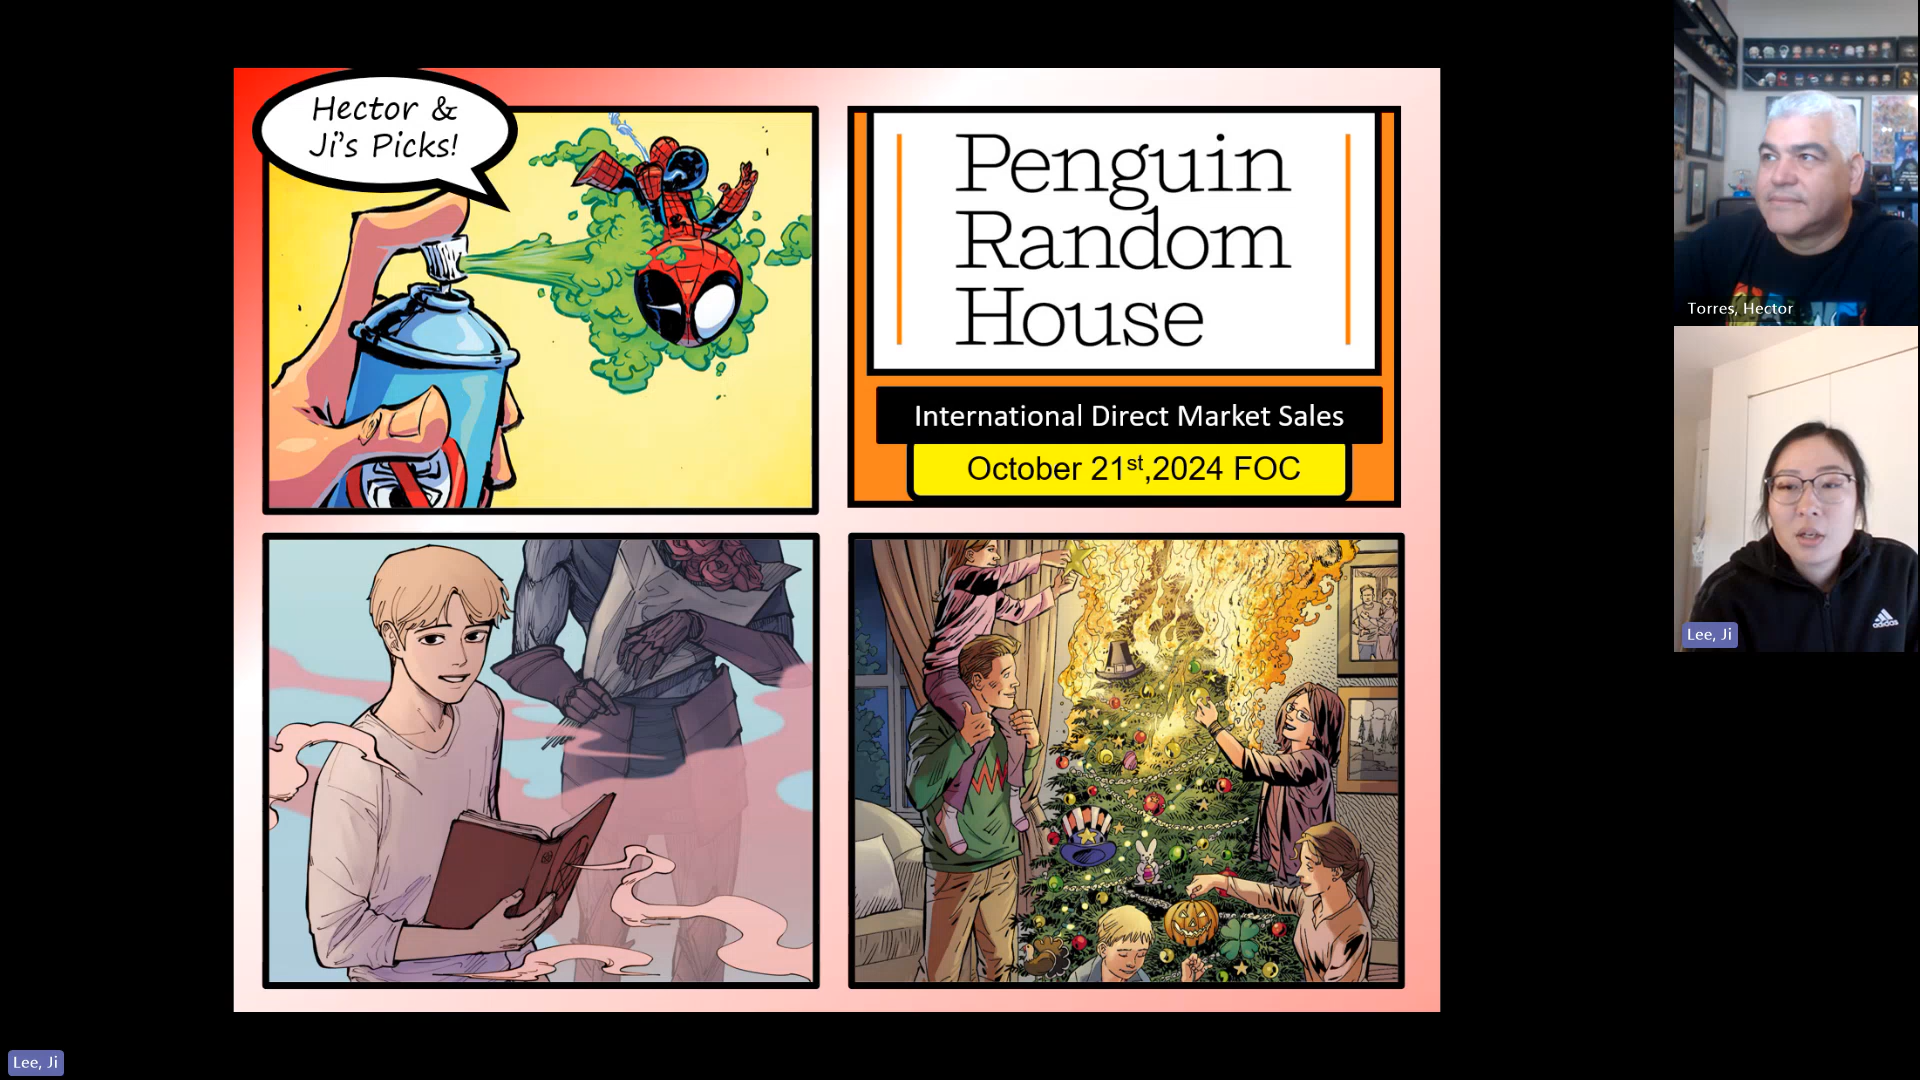 Hector &
Ji's Picks!
Penguin
Random
House
International Direct Market Sales
October 21st,2024 FOC
Torres, Hector
adidas
Lee, Ji
Lee, Ji